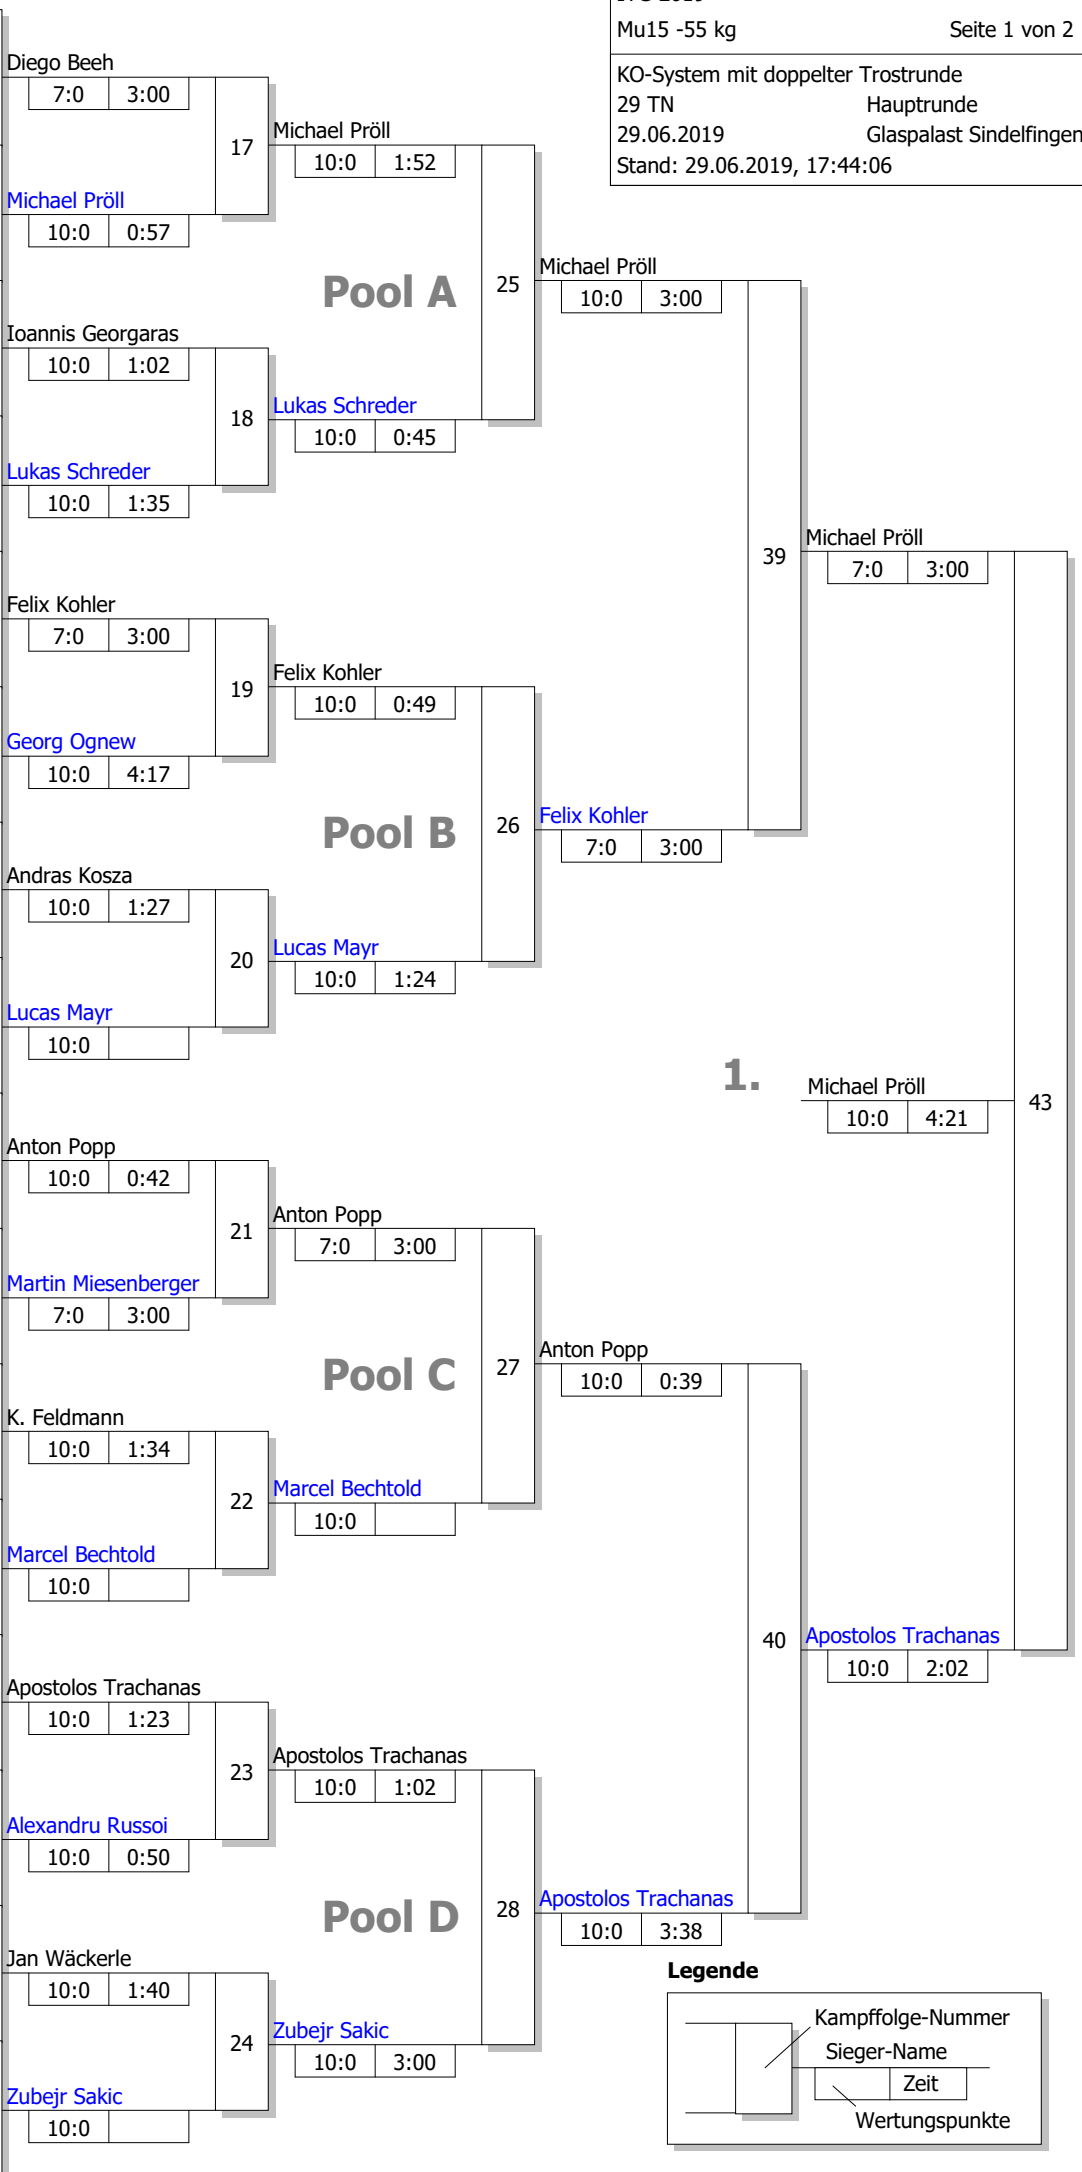 Mu15 -55 kg Seite 1 von 2
KO-System mit doppelter Trostrunde
29 TN Hauptrunde
29.06.2019 Glaspalast Sindelfingen
Stand: 29.06.2019, 17:44:06
Diego Beeh
7:0 3:00
17
Michael Pröll
10:0 1:52
Michael Pröll
10:0 0:57
Pool A
25
Michael Pröll
10:0 3:00
Ioannis Georgaras
10:0 1:02
18
Lukas Schreder
10:0 0:45
Lukas Schreder
10:0 1:35
39
Michael Pröll
7:0 3:00
Felix Kohler
7:0 3:00
19
Felix Kohler
10:0 0:49
Georg Ognew
10:0 4:17
Pool B
26
Felix Kohler
7:0 3:00
Andras Kosza
10:0 1:27
20
Lucas Mayr
10:0 1:24
Lucas Mayr
10:0
1.
Michael Pröll
10:0 4:21
43
Anton Popp
10:0 0:42
21
Anton Popp
7:0 3:00
Martin Miesenberger
7:0 3:00
Pool C
27
Anton Popp
10:0 0:39
K. Feldmann
10:0 1:34
22
Marcel Bechtold
10:0
Marcel Bechtold
10:0
40
Apostolos Trachanas
10:0 2:02
Apostolos Trachanas
10:0 1:23
23
Apostolos Trachanas
10:0 1:02
Alexandru Russoi
10:0 0:50
Pool D
28
Apostolos Trachanas
10:0 3:38
Jan Wäckerle
10:0 1:40
24
Zubejr Sakic
10:0 3:00
Zubejr Sakic
10:0
Legende
Kampffolge-Nummer
Sieger-Name
Zeit
Wertungspunkte